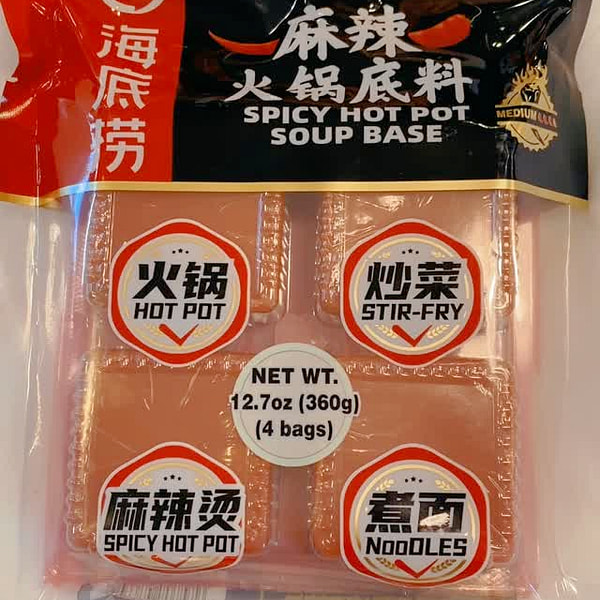 海底捞
麻辣
火锅底料
SPICY HOT POT
SOUP BASE
MEDIUM
火锅
HOT POT
炒菜
STIR-FRY
NET WT.
12.7oz (360g)
(4 bags)
麻辣烫
SPICY HOT POT
煮面
NOODLES